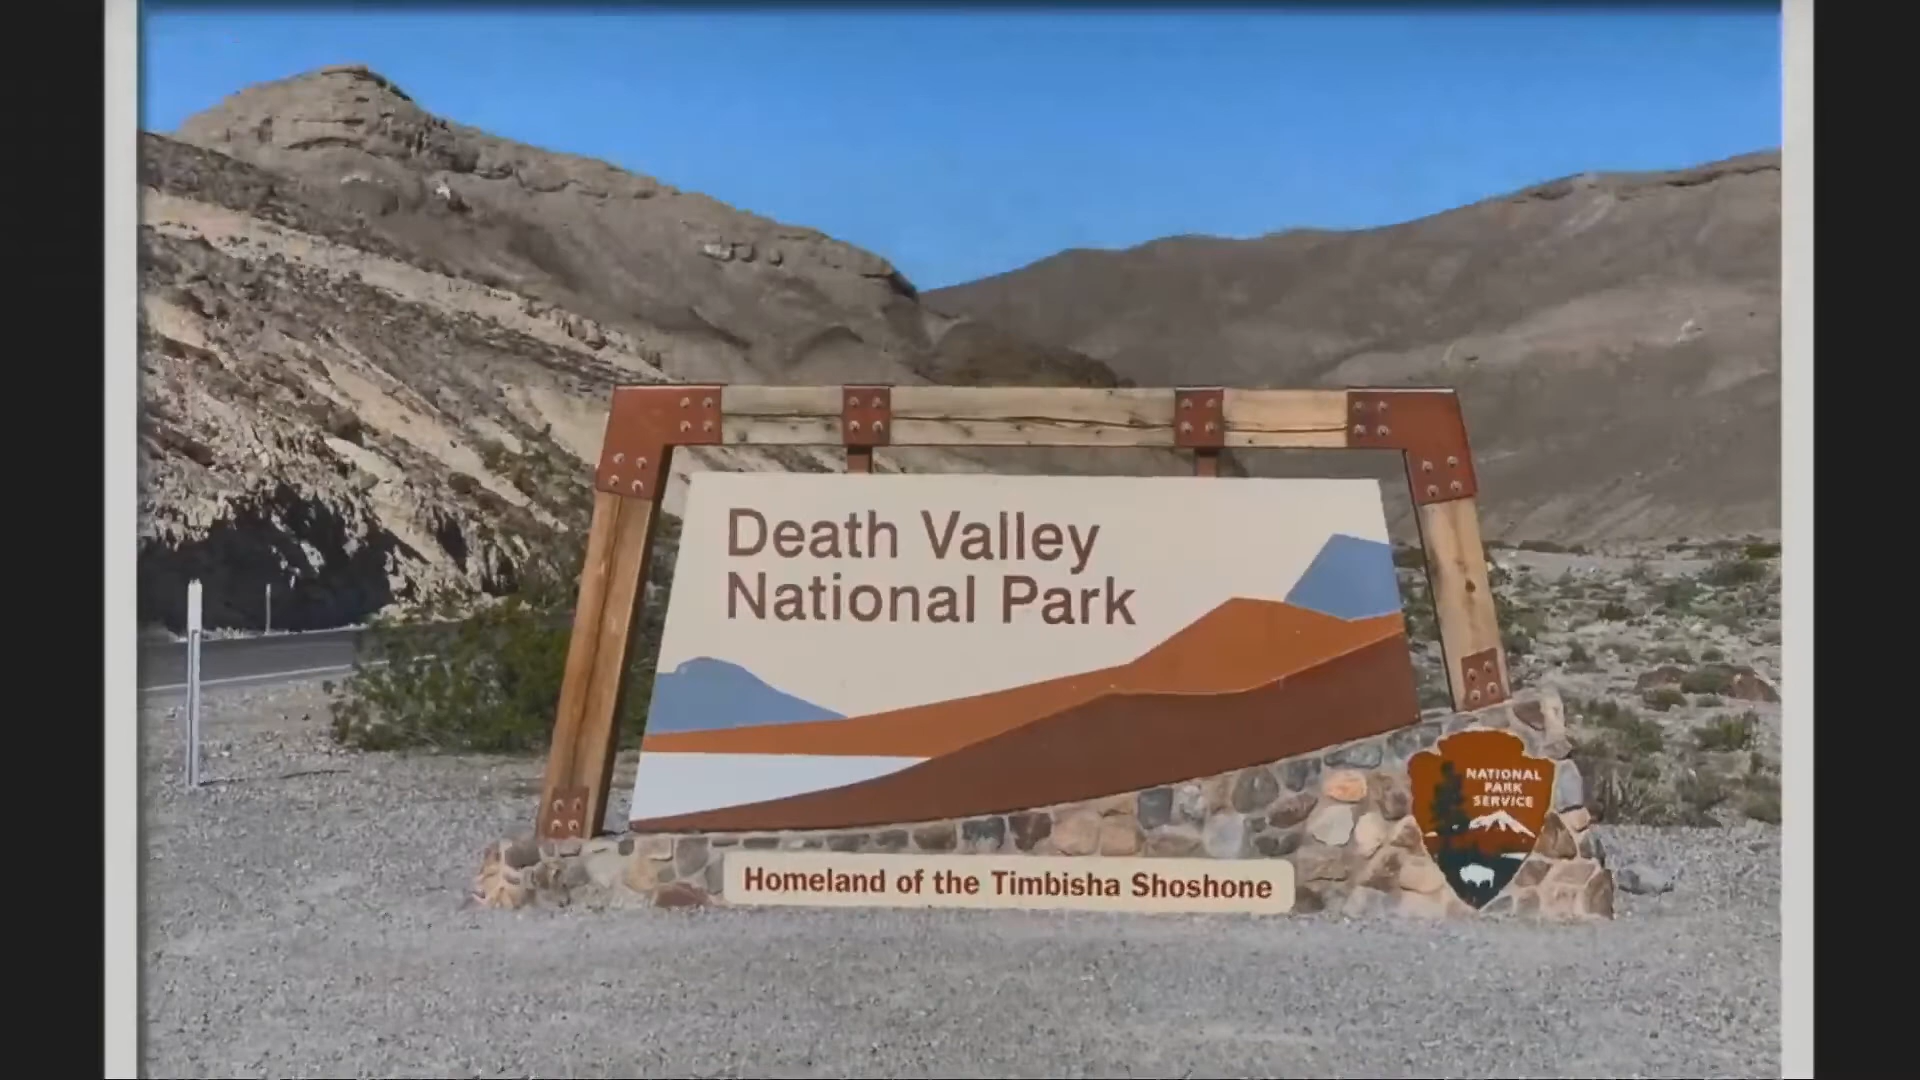 Death Valley
National Park
NATIONAL
PARK
SERVICE
Homeland of the Timbisha Shoshone